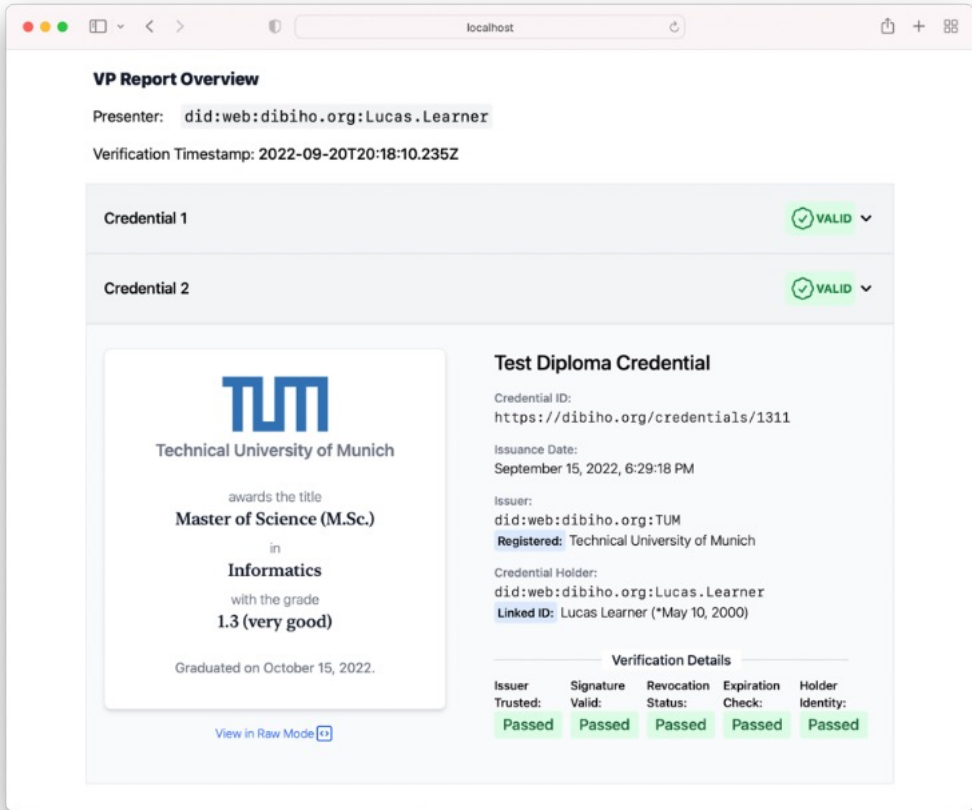 localhost
VP Report Overview
Presenter: did:web:dibiho.org:Lucas.Learner
Verification Timestamp: 2022-09-20T20:18:10.235Z
Credential 1
VALID
Credential 2
VALID
TUM
Technical University of Munich
awards the title
Master of Science (M.Sc.)
in
Informatics
with the grade
1.3 (very good)
Graduated on October 15, 2022.
View in Raw Mode
Test Diploma Credential
Credential ID:
https://dibiho.org/credentials/1311
Issuance Date:
September 15, 2022, 6:29:18 PM
Issuer:
did:web:dibiho.org:TUM
Registered: Technical University of Munich
Credential Holder:
did:web:dibiho.org:Lucas.Learner
Linked ID: Lucas Learner (*May 10, 2000)
Verification Details
Issuer Trusted: Passed
Signature Valid: Passed
Revocation Status: Passed
Expiration Check: Passed
Holder Identity: Passed